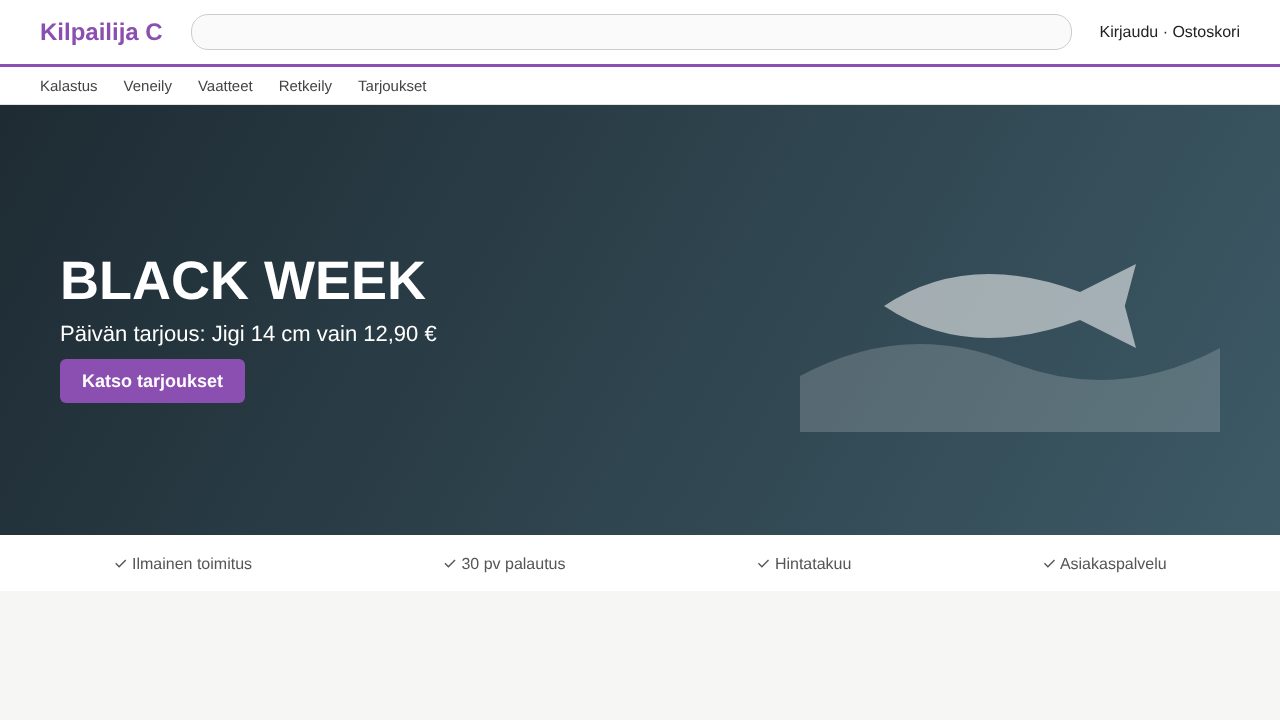 Kilpailija C
Kirjaudu · Ostoskori
Kalastus Veneily Vaatteet Retkeily Tarjoukset
BLACK WEEK
Päivän tarjous: Jigi 14 cm vain 12,90 €
Katso tarjoukset
✓ Ilmainen toimitus ✓ 30 pv palautus ✓ Hintatakuu ✓ Asiakaspalvelu